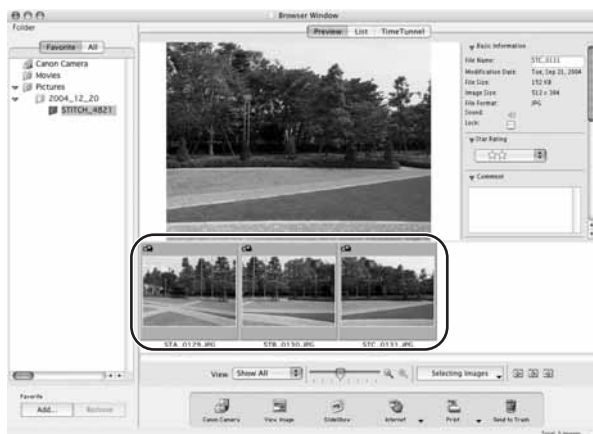 Browser Window
Folder
Favorite All
Canon Camera
Movies
Pictures
2004_12_20
STITCH_4821
Preview List TimeTunnel
Basic Information
File Name: STC_0131
Modification Date: Tue, Sep 21, 2004
File Size: 192 KB
Image Size: 512 x 384
File Format: JPG
Sound:
Lock:
Star Rating
Comment
STA_0129.JPG STB_0130.JPG STC_0131.JPG
View Show All Selecting Images
Favorite
Add... Remove
Canon Camera View Image SlideShow Internet Print Send to Trash